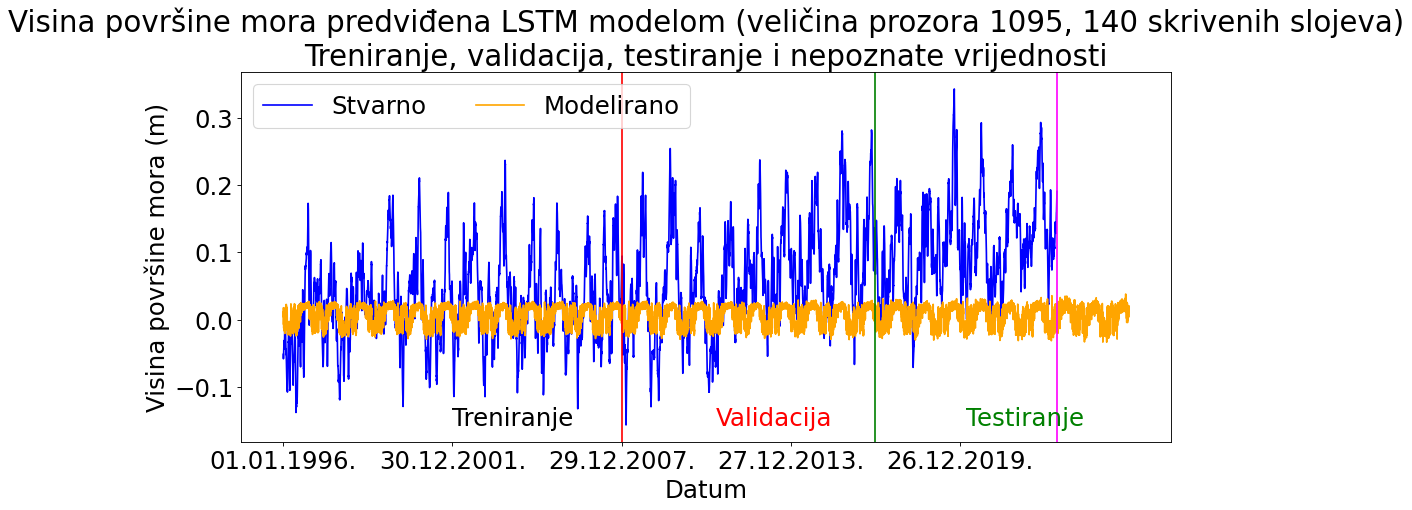 Visina površine mora predviđena LSTM modelom (veličina prozora 1095, 140 skrivenih slojeva)
Treniranje, validacija, testiranje i nepoznate vrijednosti
Stvarno Modelirano
Visina površine mora (m)
0.3
0.2
0.1
0.0
−0.1
Treniranje Validacija Testiranje
01.01.1996. 30.12.2001. 29.12.2007. 27.12.2013. 26.12.2019.
Datum